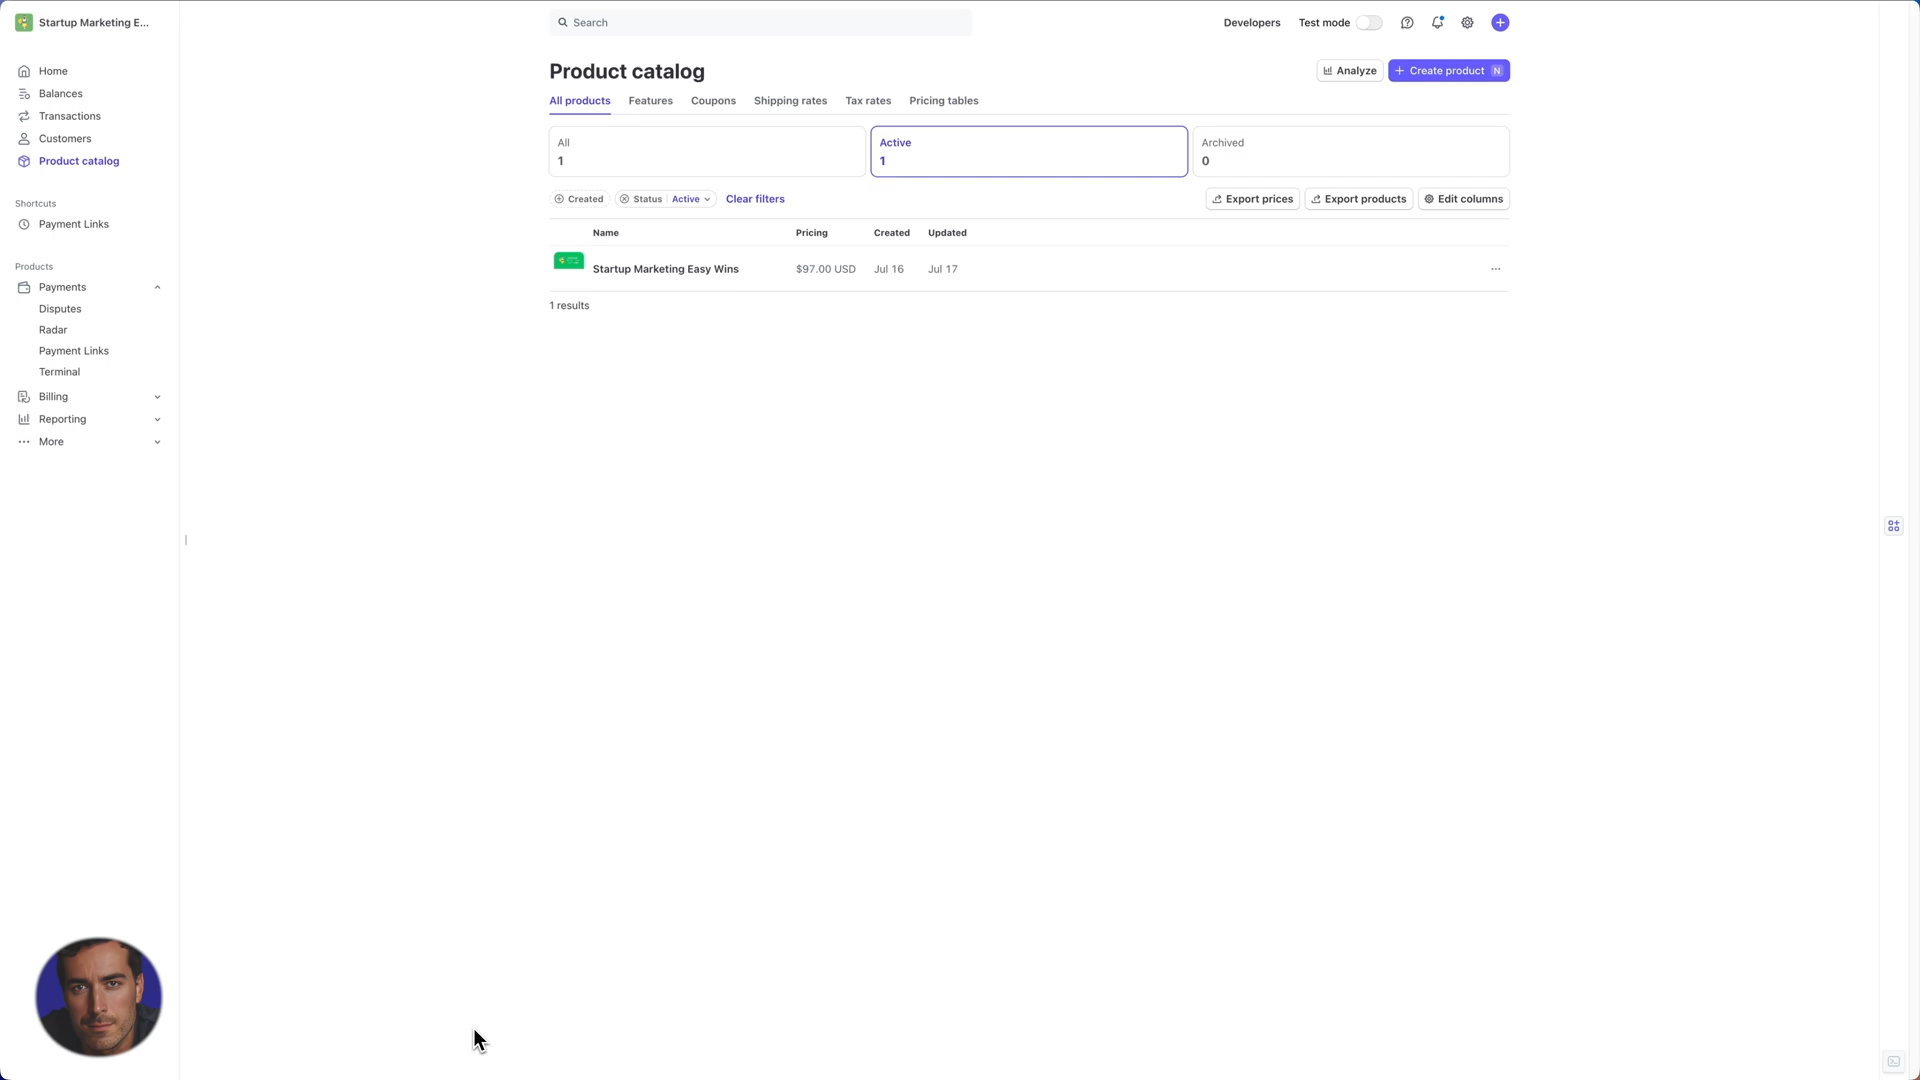 Startup Marketing E...
Search
Developers
Test mode
Home
Balances
Transactions
Customers
Product catalog
Shortcuts
Payment Links
Products
Payments
Disputes
Radar
Payment Links
Terminal
Billing
Reporting
More
Product catalog
Analyze
Create product N
All products Features Coupons Shipping rates Tax rates Pricing tables
All
1
Active
1
Archived
0
Created
Status Active
Clear filters
Export prices
Export products
Edit columns
Name Pricing Created Updated
Startup Marketing Easy Wins $97.00 USD Jul 16 Jul 17
1 results